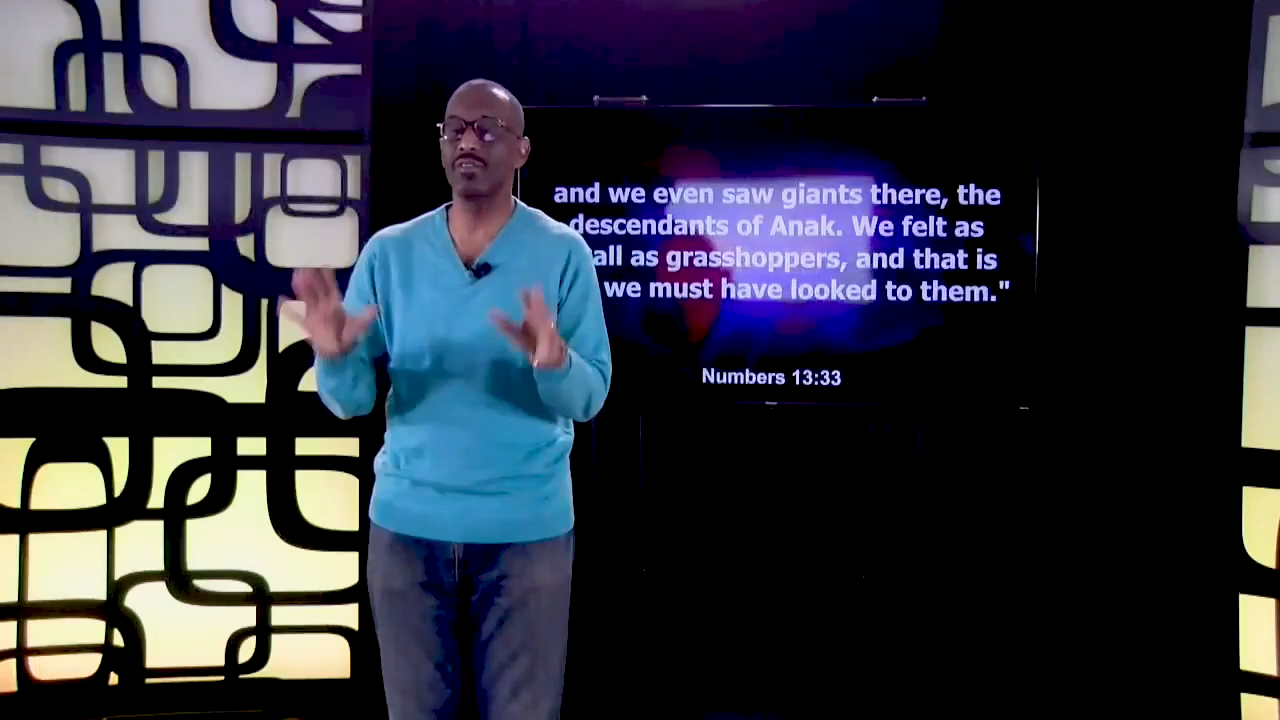 and we even saw giants there, the
descendants of Anak. We felt as
all as grasshoppers, and that is
we must have looked to them."
Numbers 13:33